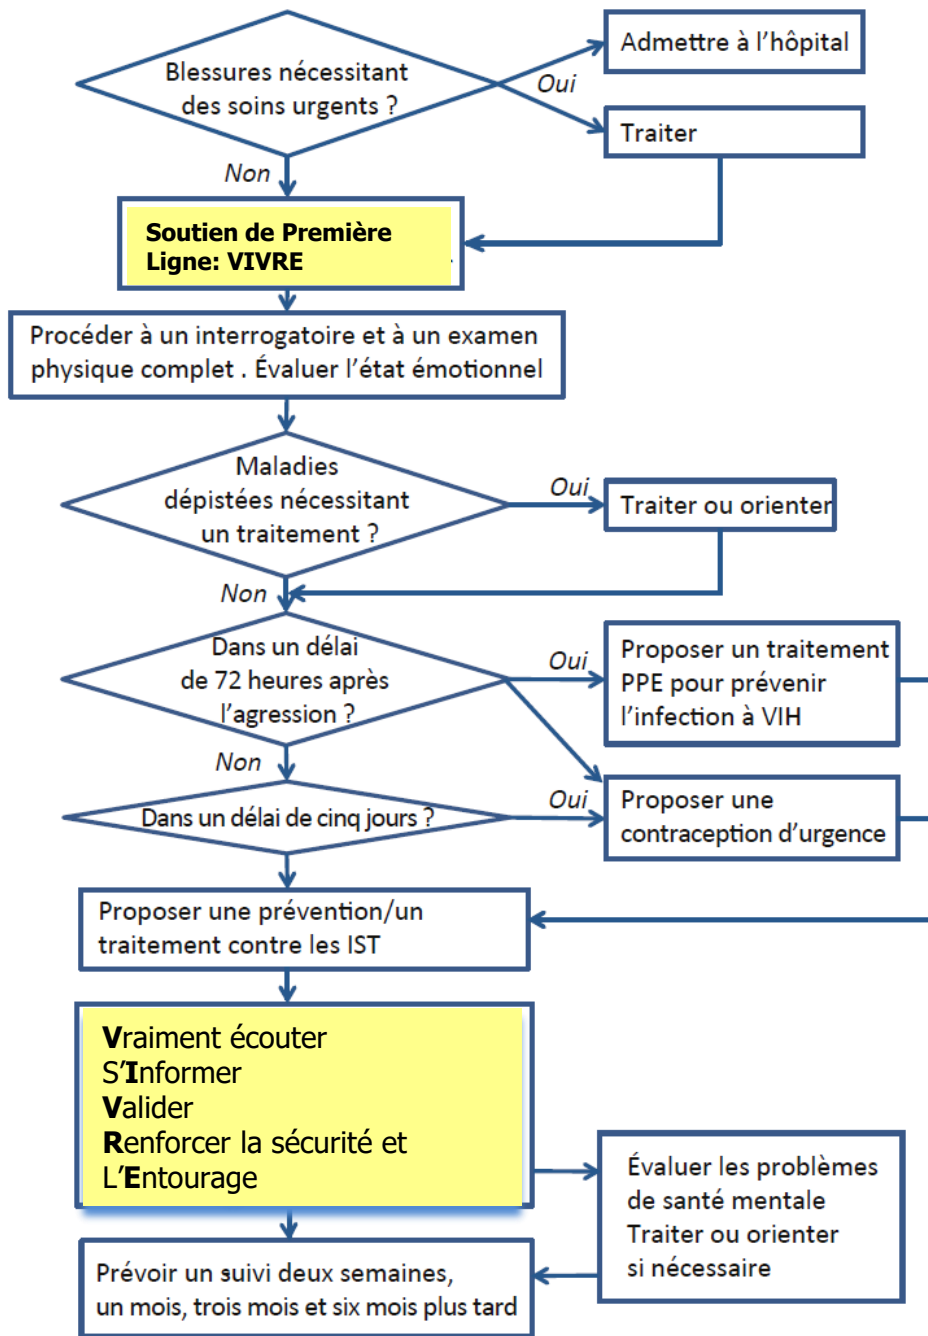 Blessures nécessitant
des soins urgents ?
Oui
Admettre à l'hôpital
Traiter
Non
Soutien de Première
Ligne: VIVRE
Procéder à un interrogatoire et à un examen
physique complet . Évaluer l'état émotionnel
Maladies
dépistées nécessitant
un traitement ?
Oui
Traiter ou orienter
Non
Dans un délai
de 72 heures après
l'agression ?
Oui
Proposer un traitement
PPE pour prévenir
l'infection à VIH
Non
Dans un délai de cinq jours ?
Oui
Proposer une
contraception d'urgence
Proposer une prévention/un
traitement contre les IST
Vraiment écouter
S'Informer
Valider
Renforcer la sécurité et
L'Entourage
Évaluer les problèmes
de santé mentale
Traiter ou orienter
si nécessaire
Prévoir un suivi deux semaines,
un mois, trois mois et six mois plus tard